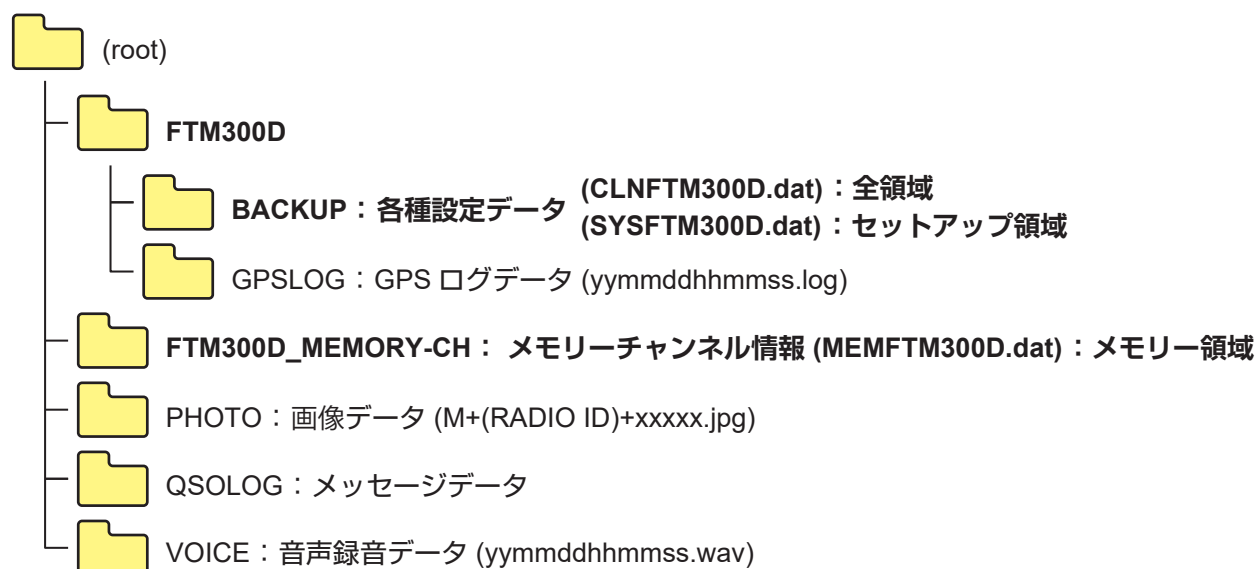 (root)
FTM300D
BACKUP：各種設定データ (CLNFTM300D.dat)：全領域
(SYSFTM300D.dat)：セットアップ領域
GPSLOG：GPS ログデータ (yymmddhhmmss.log)
FTM300D_MEMORY-CH： メモリーチャンネル情報 (MEMFTM300D.dat)：メモリー領域
PHOTO：画像データ (M+(RADIO ID)+xxxxx.jpg)
QSOLOG：メッセージデータ
VOICE：音声録音データ (yymmddhhmmss.wav)